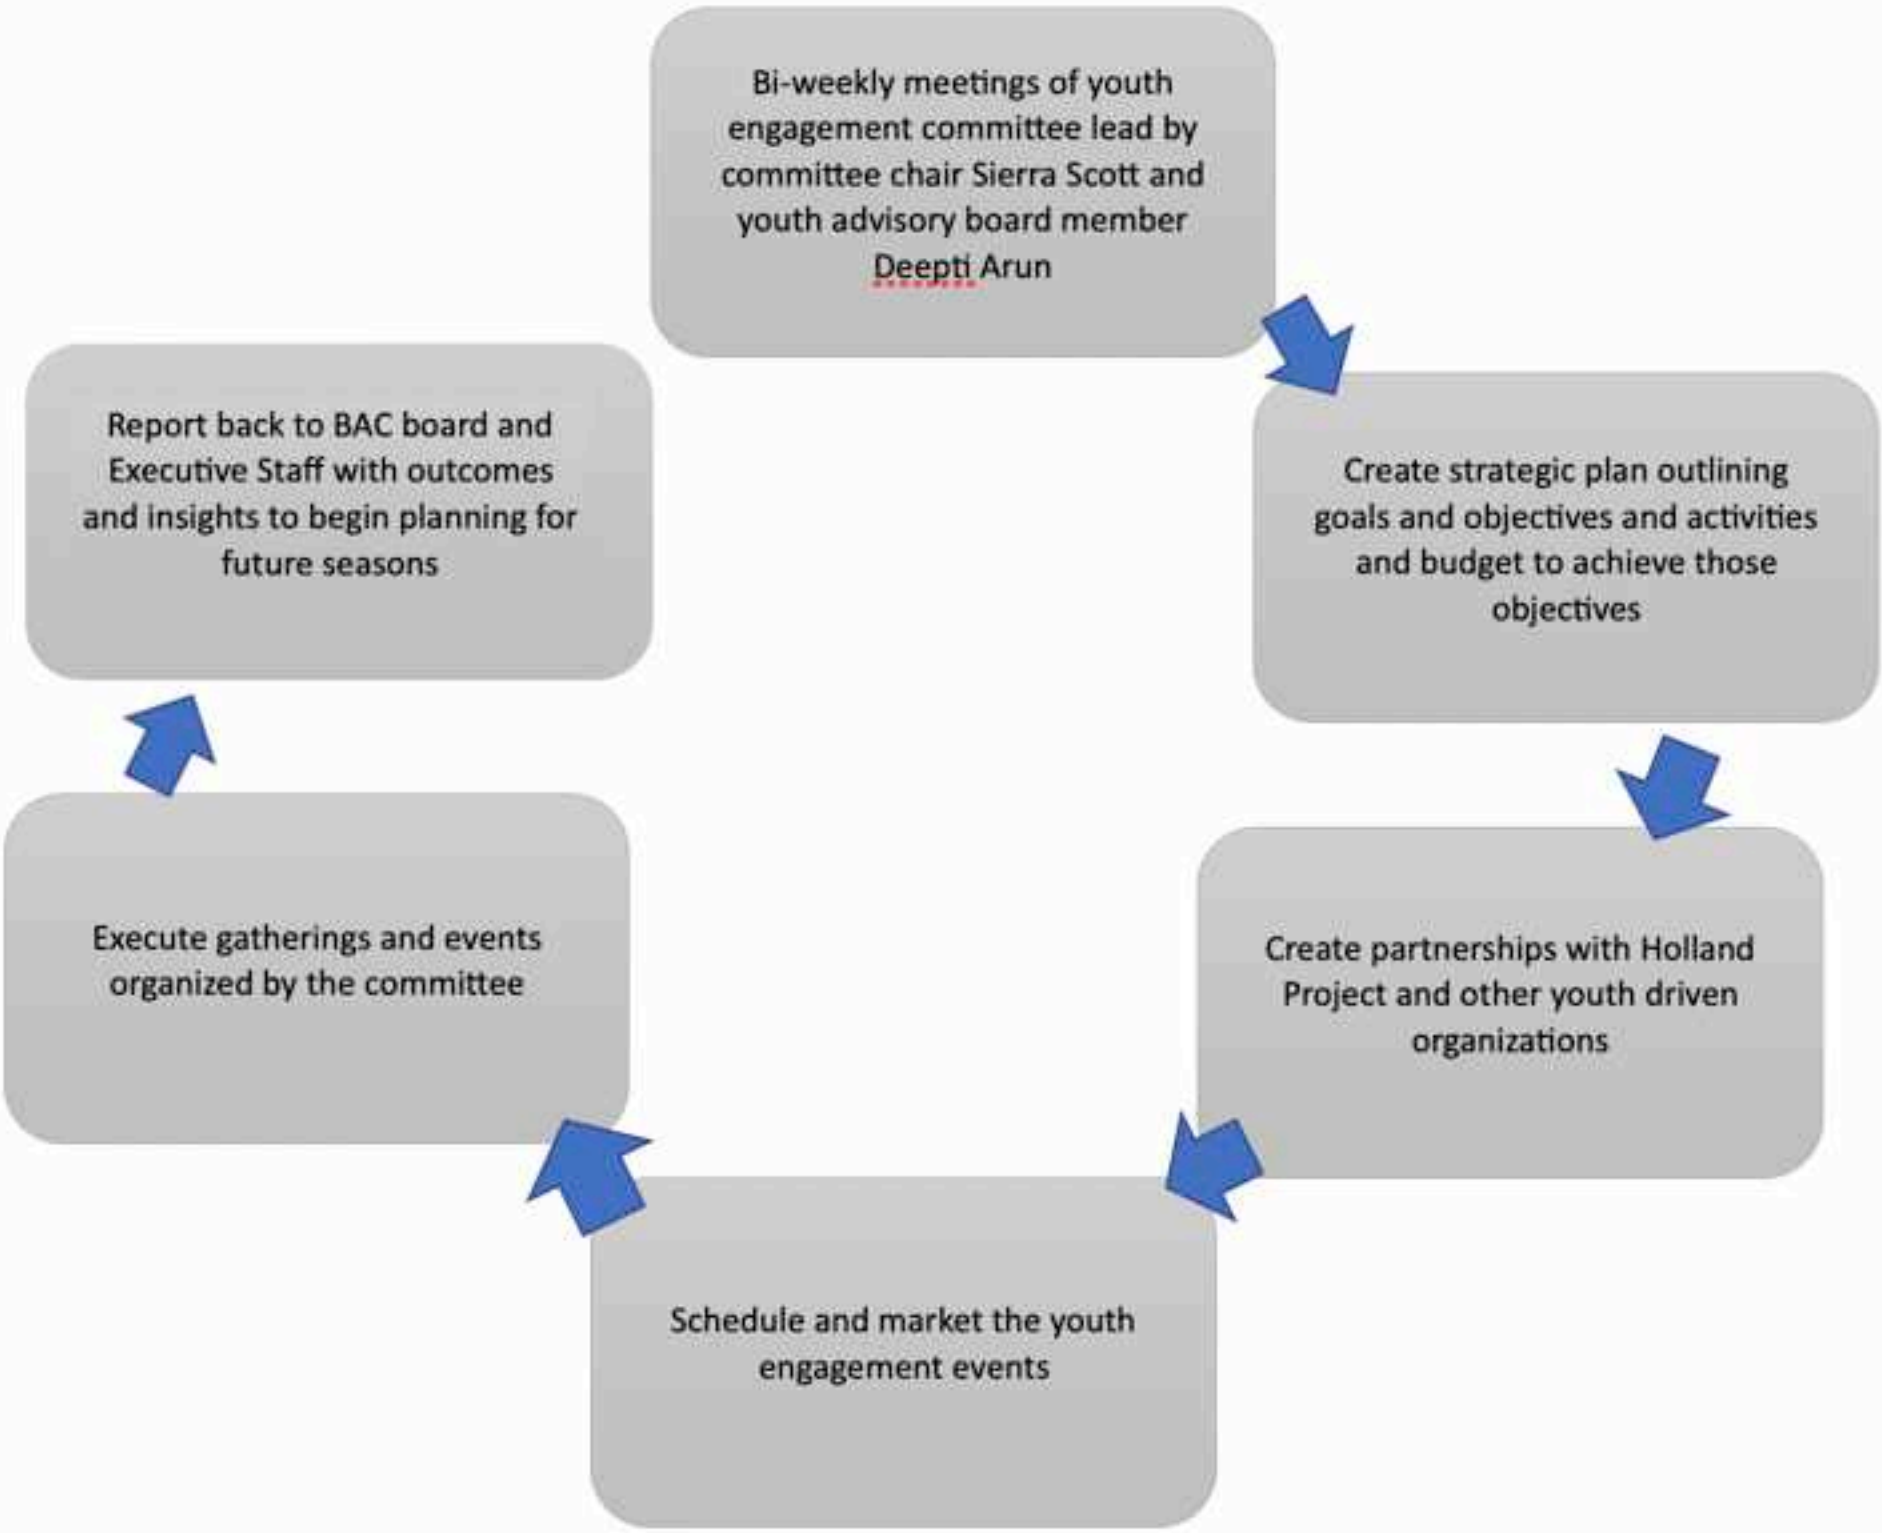 Bi-weekly meetings of youth
engagement committee lead by
committee chair Sierra Scott and
youth advisory board member
Deepti Arun
Create strategic plan outlining
goals and objectives and activities
and budget to achieve those
objectives
Create partnerships with Holland
Project and other youth driven
organizations
Schedule and market the youth
engagement events
Execute gatherings and events
organized by the committee
Report back to BAC board and
Executive Staff with outcomes
and insights to begin planning for
future seasons